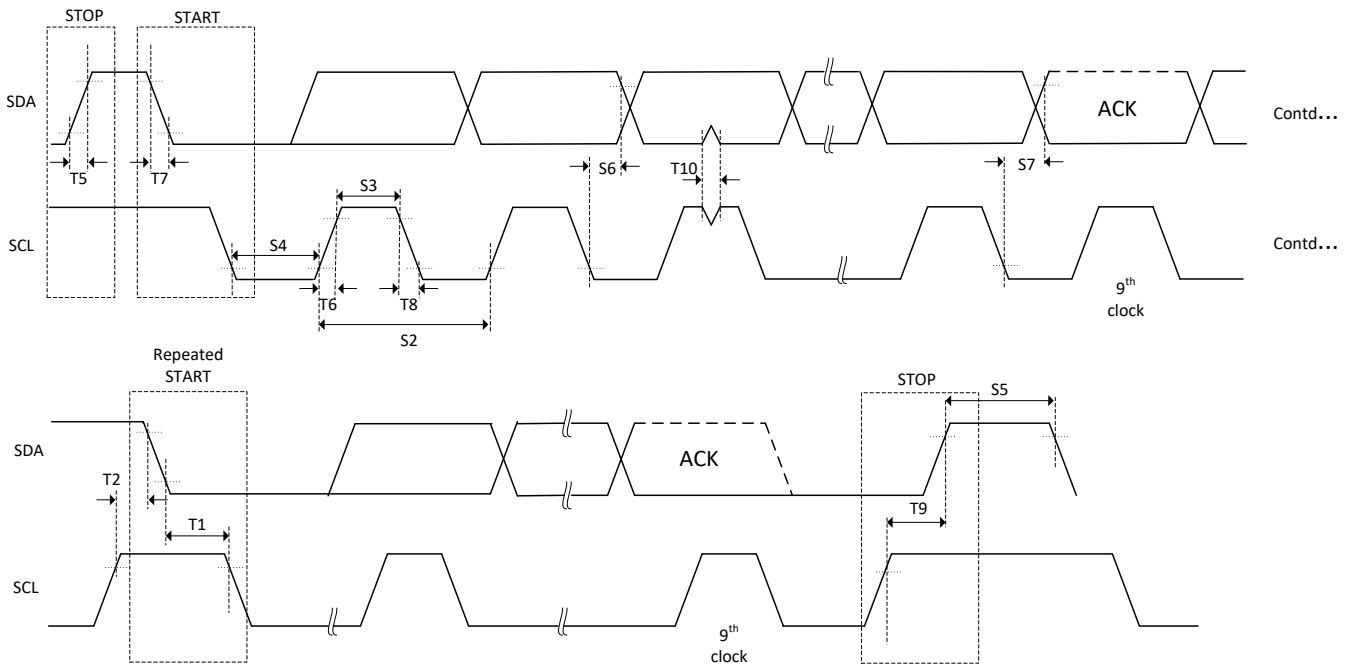 STOP
START
SDA
ACK
Contd...
T5
T7
S6
T10
S7
S3
SCL
S4
Contd...
T6
T8
9th
clock
S2
Repeated
START
STOP
S5
SDA
ACK
T2
T9
T1
SCL
9th
clock